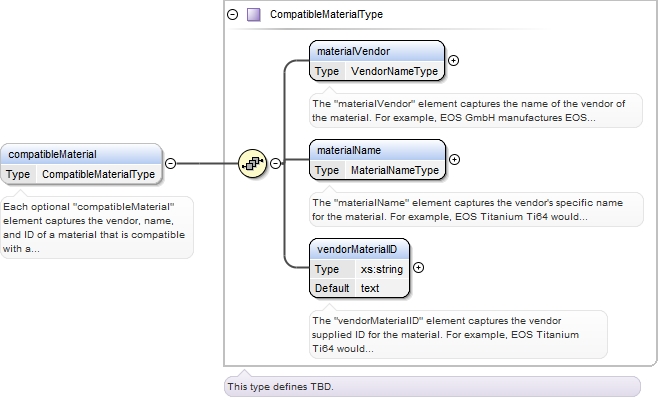 CompatibleMaterialType
materialVendor
Type VendorNameType
The "materialVendor" element captures the name of the vendor of
the material. For example, EOS GmbH manufactures EOS...
compatibleMaterial
Type CompatibleMaterialType
Each optional "compatibleMaterial"
element captures the vendor, name,
and ID of a material that is compatible
with a...
materialName
Type MaterialNameType
The "materialName" element captures the vendor's specific name
for the material. For example, EOS Titanium Ti64 would...
vendorMaterialID
Type xs:string
Default text
The "vendorMaterialID" element captures the vendor
supplied ID for the material. For example, EOS Titanium
Ti64 would...
This type defines TBD.